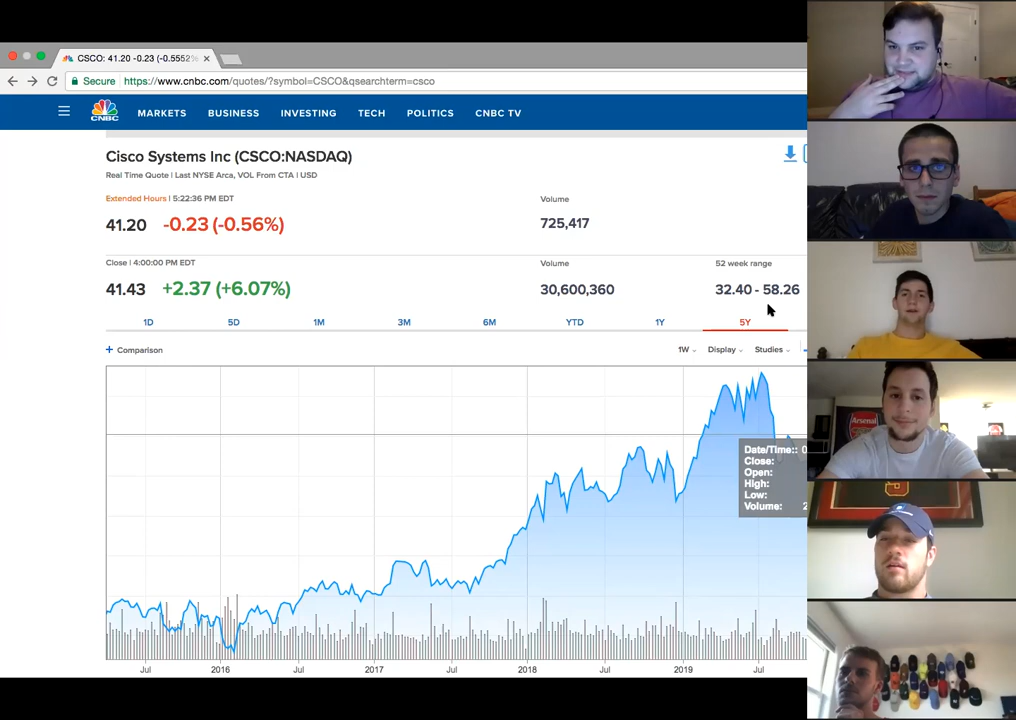 CSCO: 41.20 -0.23 (-0.5552%
Secure https://www.cnbc.com/quotes/?symbol=CSCO&qsearchterm=csco
CNBC MARKETS BUSINESS INVESTING TECH POLITICS CNBC TV
Cisco Systems Inc (CSCO:NASDAQ)
Real Time Quote | Last NYSE Arca, VOL From CTA | USD
Extended Hours | 5:22:36 PM EDT Volume
41.20 -0.23 (-0.56%) 725,417
Close | 4:00:00 PM EDT Volume 52 week range
41.43 +2.37 (+6.07%) 30,600,360 32.40 - 58.26
1D 5D 1M 3M 6M YTD 1Y 5Y
+ Comparison 1W Display Studies
Date/Time:: 0
Close:
Open:
High:
Low:
Volume: 2
Jul 2016 Jul 2017 Jul 2018 Jul 2019 Jul
Arsenal